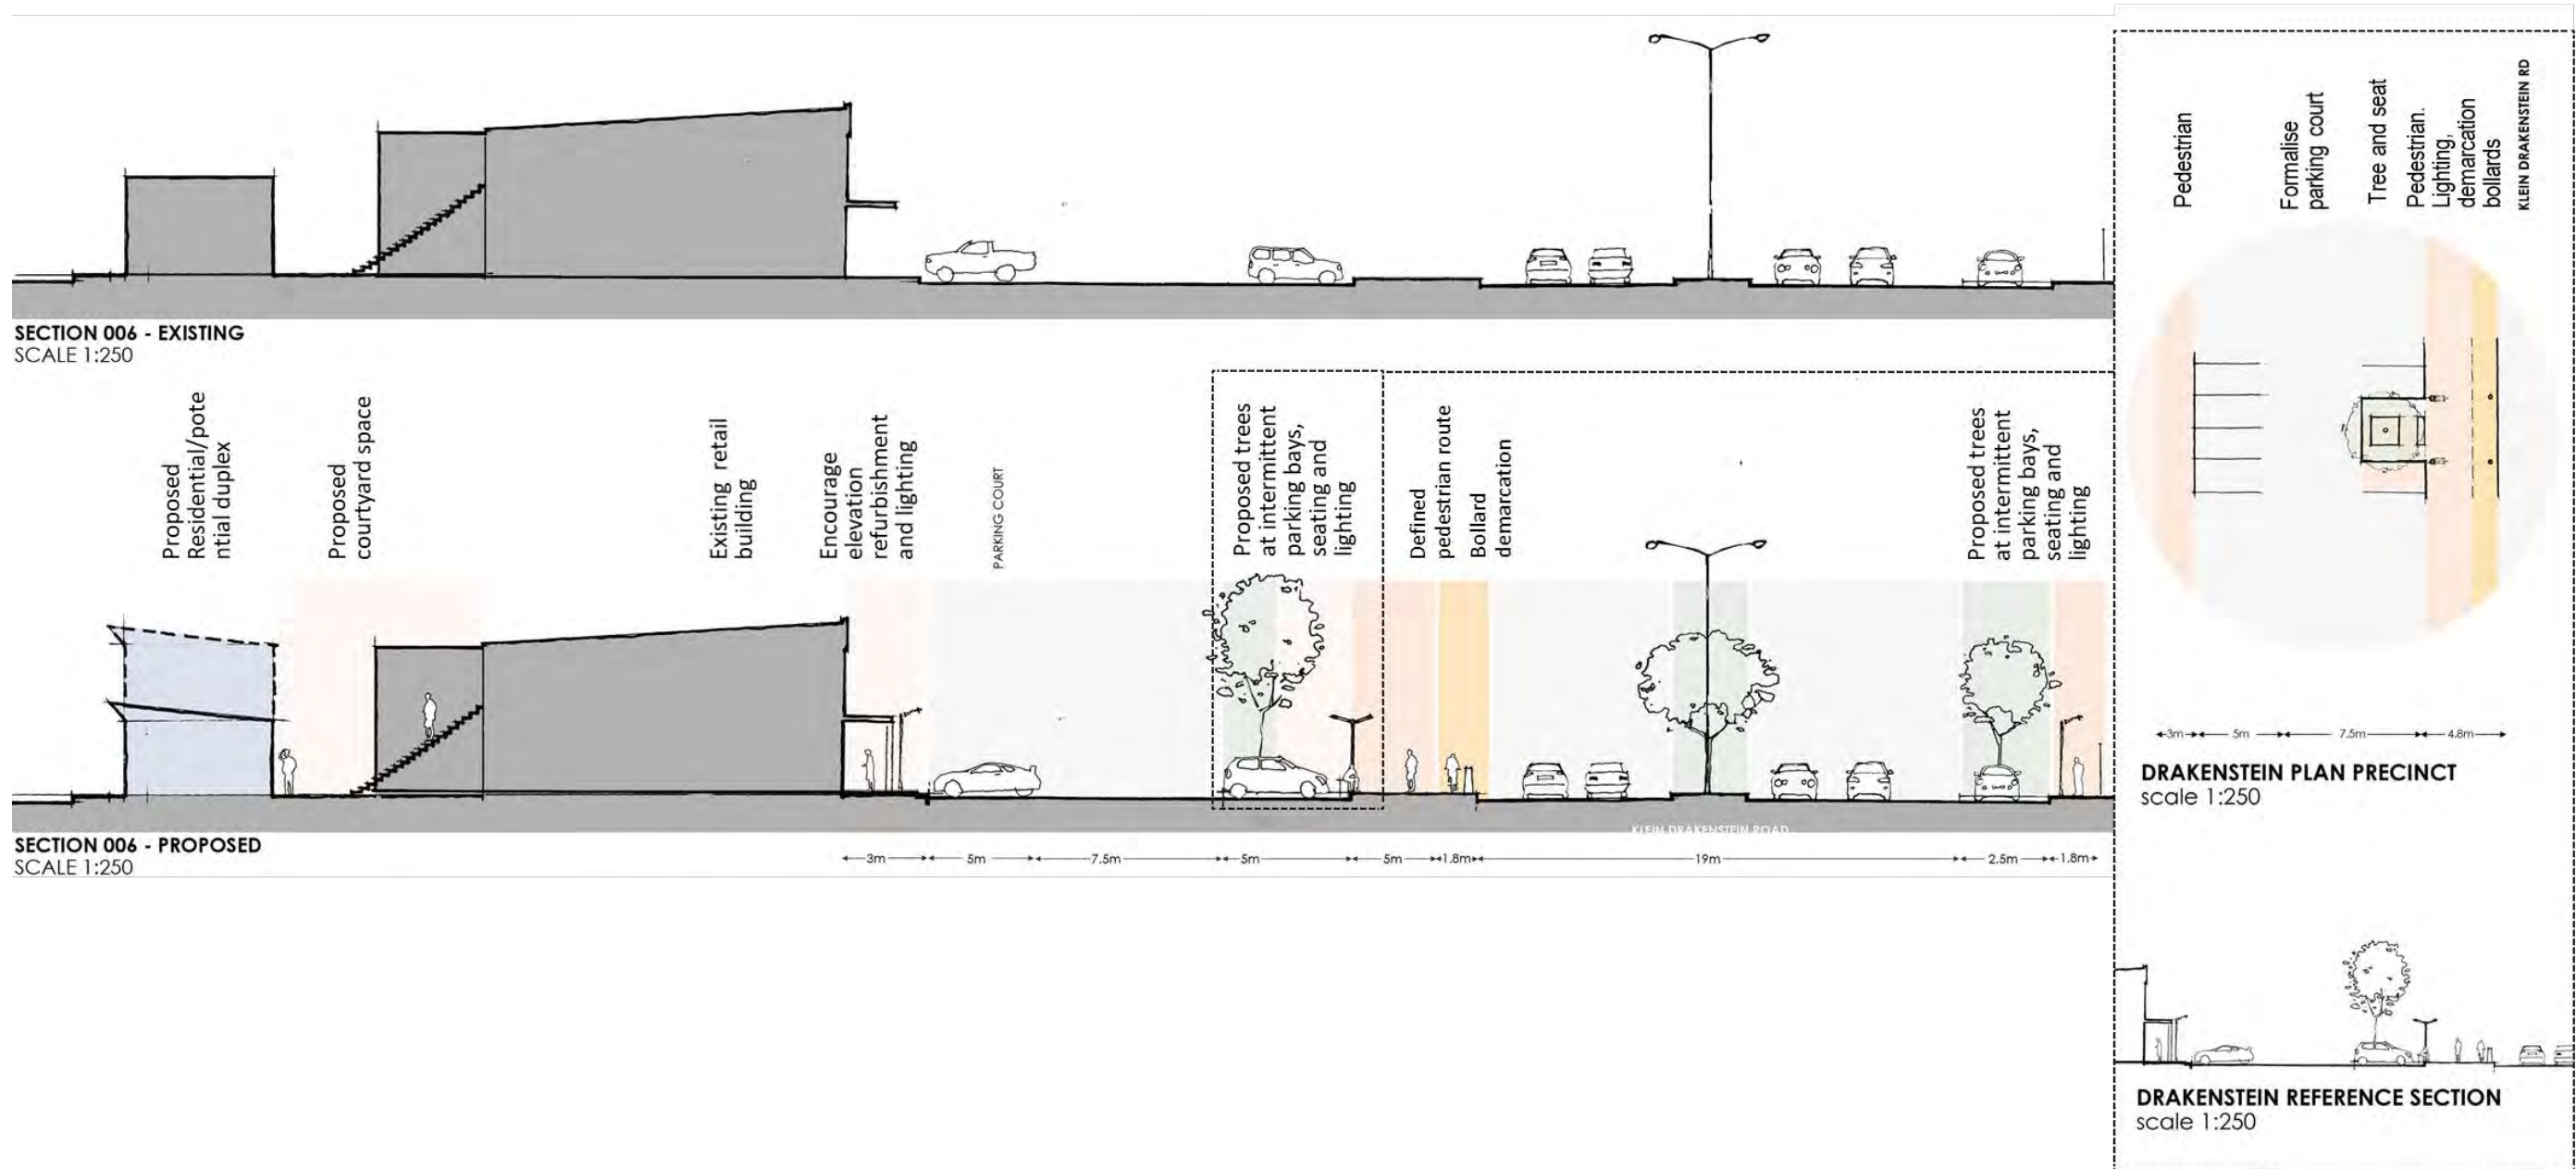 SECTION 006 - EXISTING
SCALE 1:250
Proposed
Residential/pote
ntial duplex
Proposed
courtyard space
Existing retail
building
Encourage
elevation
refurbishment
and lighting
PARKING COURT
Proposed trees
at intermittent
parking bays,
seating and
lighting
Defined
pedestrian route
Bollard
demarcation
Proposed trees
at intermittent
parking bays,
seating and
lighting
KLEIN DRAKENSTEIN ROAD
SECTION 006 - PROPOSED
SCALE 1:250
3m 5m 7.5m 5m 5m 1.8m 19m 2.5m 1.8m
Pedestrian
Formalise
parking court
Tree and seat
Pedestrian.
Lighting,
demarcation
bollards
KLEIN DRAKENSTEIN RD
3m 5m 7.5m 4.8m
DRAKENSTEIN PLAN PRECINCT
scale 1:250
DRAKENSTEIN REFERENCE SECTION
scale 1:250